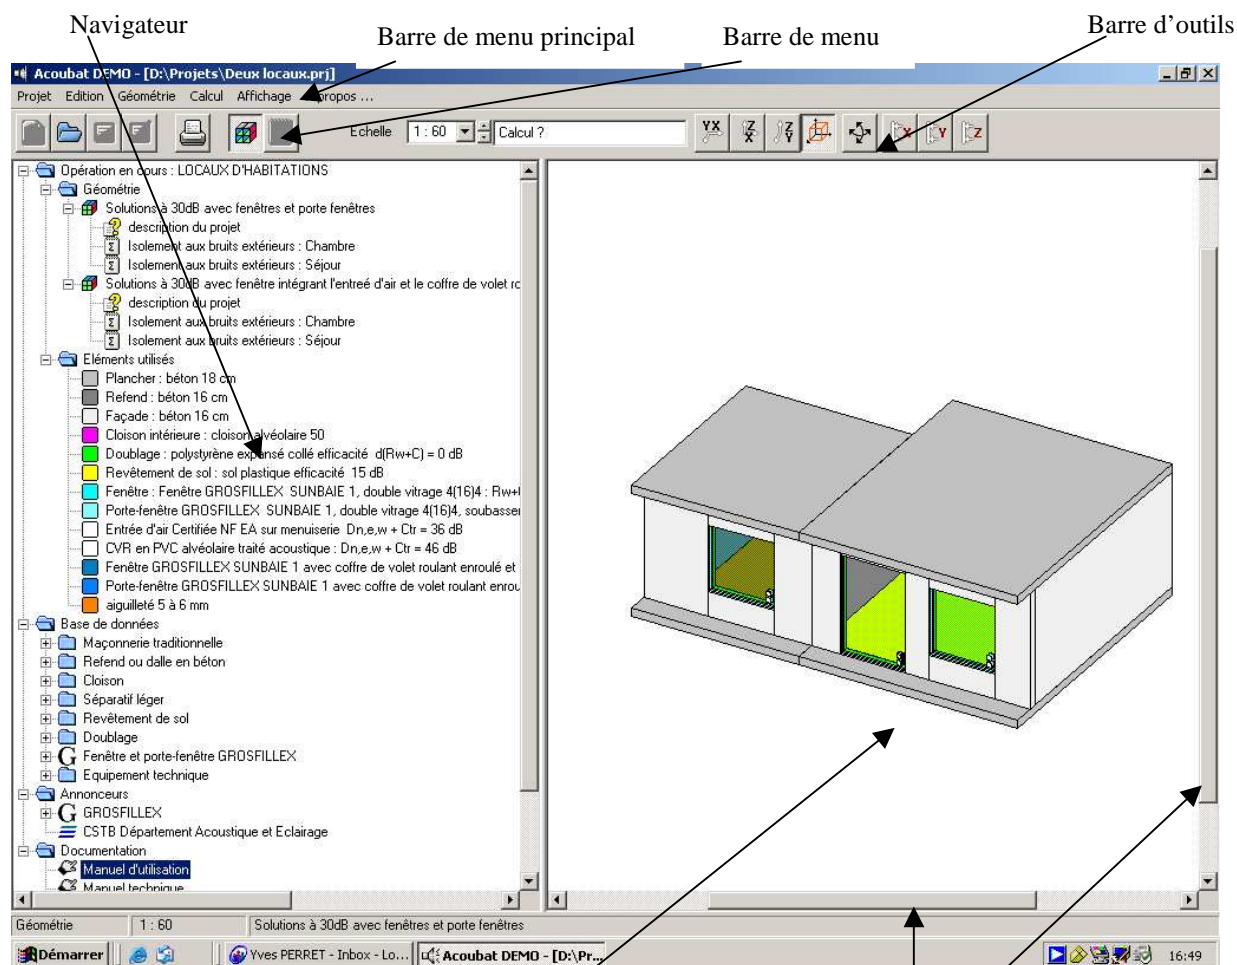 Navigateur
Barre de menu principal
Barre de menu
Barre d’outils
Acoubat DEMO - [D:\Projets\Deux locaux.prj]
Projet Edition Géométrie Calcul Affichage propos ...
Echelle 1 : 60 Calcul ?
YX Z X Z Y X Y Z
Opération en cours : LOCAUX D'HABITATIONS
Géométrie
Solutions à 30dB avec fenêtres et porte fenêtres
description du projet
Isolement aux bruits extérieurs : Chambre
Isolement aux bruits extérieurs : Séjour
Solutions à 30dB avec fenêtre intégrant l'entreé d'air et le coffre de volet rc
description du projet
Isolement aux bruits extérieurs : Chambre
Isolement aux bruits extérieurs : Séjour
Eléments utilisés
Plancher : béton 18 cm
Refend : béton 16 cm
Façade : béton 16 cm
Cloison intérieure : cloison alvéolaire 50
Doublage : polystyrène expansé collé efficacité d(Rw+C) = 0 dB
Revêtement de sol : sol plastique efficacité 15 dB
Fenêtre : Fenêtre GROSFILLEX SUNBAIE 1, double vitrage 4(16)4 : Rw+
Porte-fenêtre GROSFILLEX SUNBAIE 1, double vitrage 4(16)4, soubasse
Entrée d'air Certifiée NF EA sur menuiserie Dn,e,w + Ctr = 36 dB
CVR en PVC alvéolaire traité acoustique : Dn,e,w + Ctr = 46 dB
Fenêtre GROSFILLEX SUNBAIE 1 avec coffre de volet roulant enroulé et
Porte-fenêtre GROSFILLEX SUNBAIE 1 avec coffre de volet roulant enrou
aiguilleté 5 à 6 mm
Base de données
Maçonnerie traditionnelle
Refend ou dalle en béton
Cloison
Séparatif léger
Revêtement de sol
Doublage
G Fenêtre et porte-fenêtre GROSFILLEX
Equipement technique
Annonceurs
G GROSFILLEX
CSTB Département Acoustique et Eclairage
Documentation
Manuel d'utilisation
Manuel technique
Géométrie 1 : 60 Solutions à 30dB avec fenêtres et porte fenêtres
Démarrer Yves PERRET - Inbox - Lo... Acoubat DEMO - [D:\Pr... 16:49